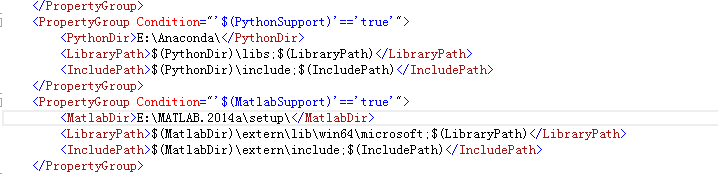 </PropertyGroup>
<PropertyGroup Condition="'$(PythonSupport)'=='true'">
<PythonDir>E:\Anaconda\</PythonDir>
<LibraryPath>$(PythonDir)\libs;$(LibraryPath)</LibraryPath>
<IncludePath>$(PythonDir)\include;$(IncludePath)</IncludePath>
</PropertyGroup>
<PropertyGroup Condition="'$(MatlabSupport)'=='true'">
<MatlabDir>E:\MATLAB.2014a\setup\</MatlabDir>
<LibraryPath>$(MatlabDir)\extern\lib\win64\microsoft;$(LibraryPath)</LibraryPath>
<IncludePath>$(MatlabDir)\extern\include;$(IncludePath)</IncludePath>
</PropertyGroup>